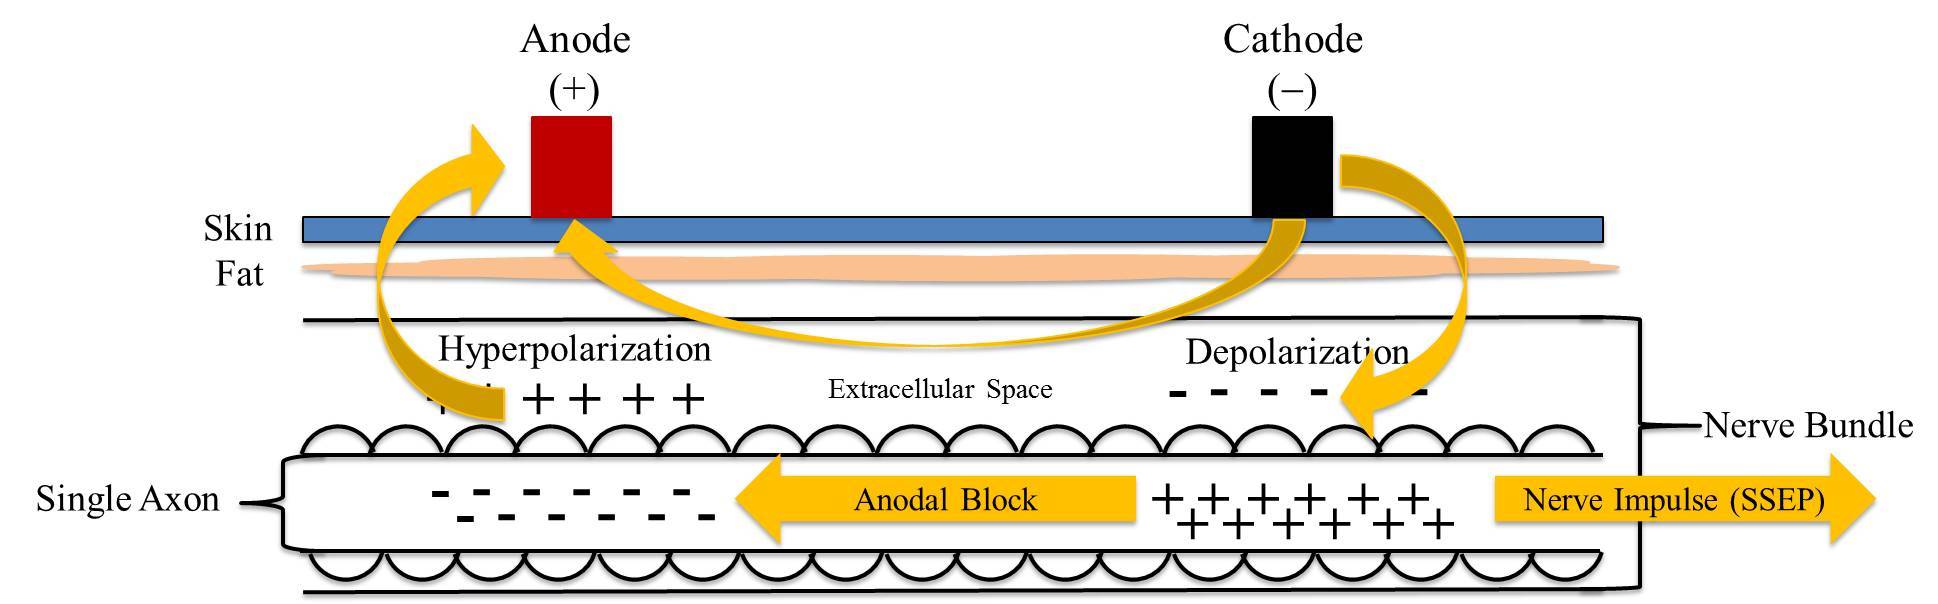 Anode
(+)
Cathode
(−)
Skin
Fat
Hyperpolarization
Depolarization
+ + + + + +
Extracellular Space
- - - - -
Nerve Bundle
Single Axon
- - - - - -
- - - - - -
Anodal Block
+ + + + + +
+ + + + + +
Nerve Impulse (SSEP)